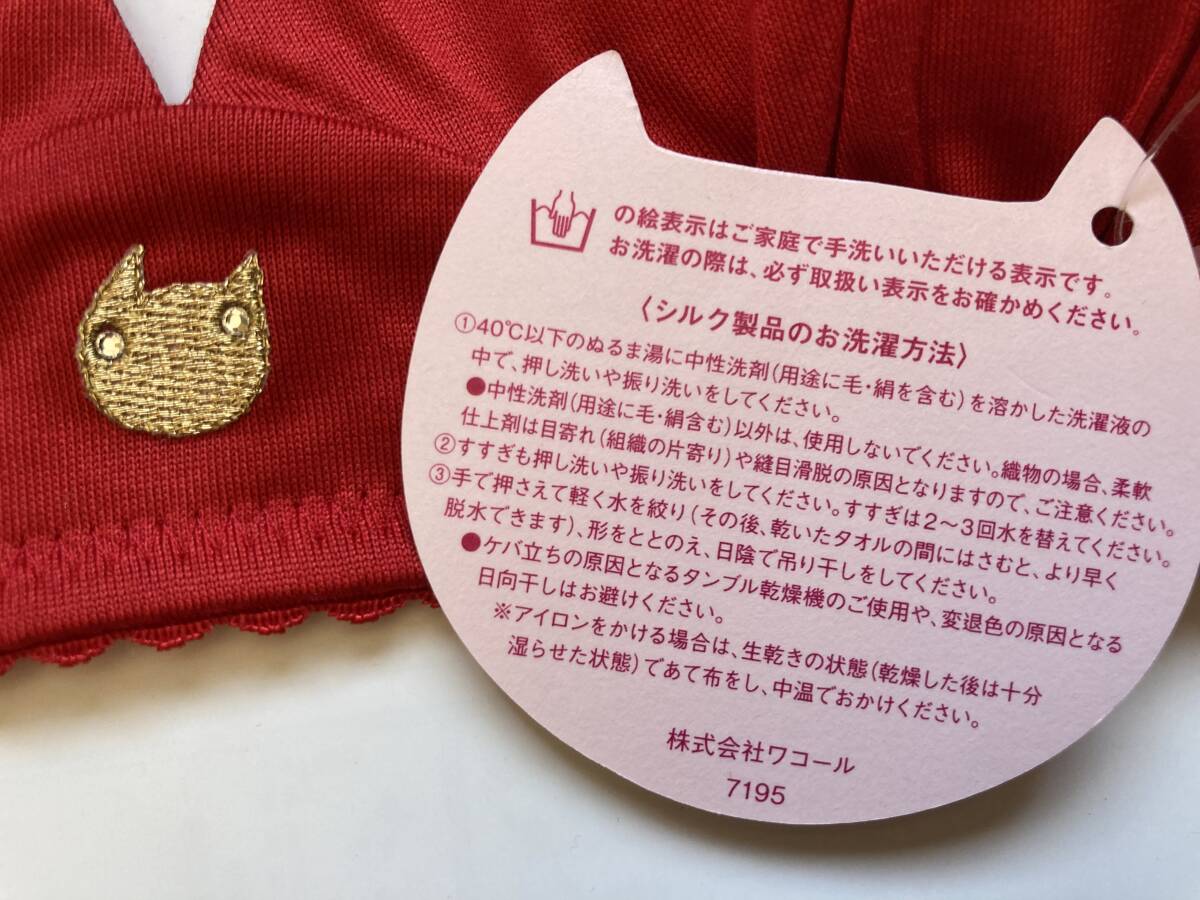 の絵表示はご家庭で手洗いいただける表示です。
お洗濯の際は、必ず取扱い表示をお確かめください。
〈シルク製品のお洗濯方法〉
①40℃以下のぬるま湯に中性洗剤(用途に毛・絹を含む)を溶かした洗濯液の
中で、押し洗いや振り洗いをしてください。
●中性洗剤(用途に毛・絹含む)以外は、使用しないでください。織物の場合、柔軟
仕上剤は目寄れ(組織の片寄り)や縫目滑脱の原因となりますので、ご注意ください。
②すすぎも押し洗いや振り洗いをしてください。すすぎは2〜3回水を替えてください。
③手で押さえて軽く水を絞り(その後、乾いたタオルの間にはさむと、より早く
脱水できます)、形をととのえ、日陰で吊り干しをしてください。
●ケバ立ちの原因となるタンブル乾燥機のご使用や、変退色の原因となる
日向干しはお避けください。
※アイロンをかける場合は、生乾きの状態(乾燥した後は十分
湿らせた状態)であて布をし、中温でおかけください。
株式会社ワコール
7195